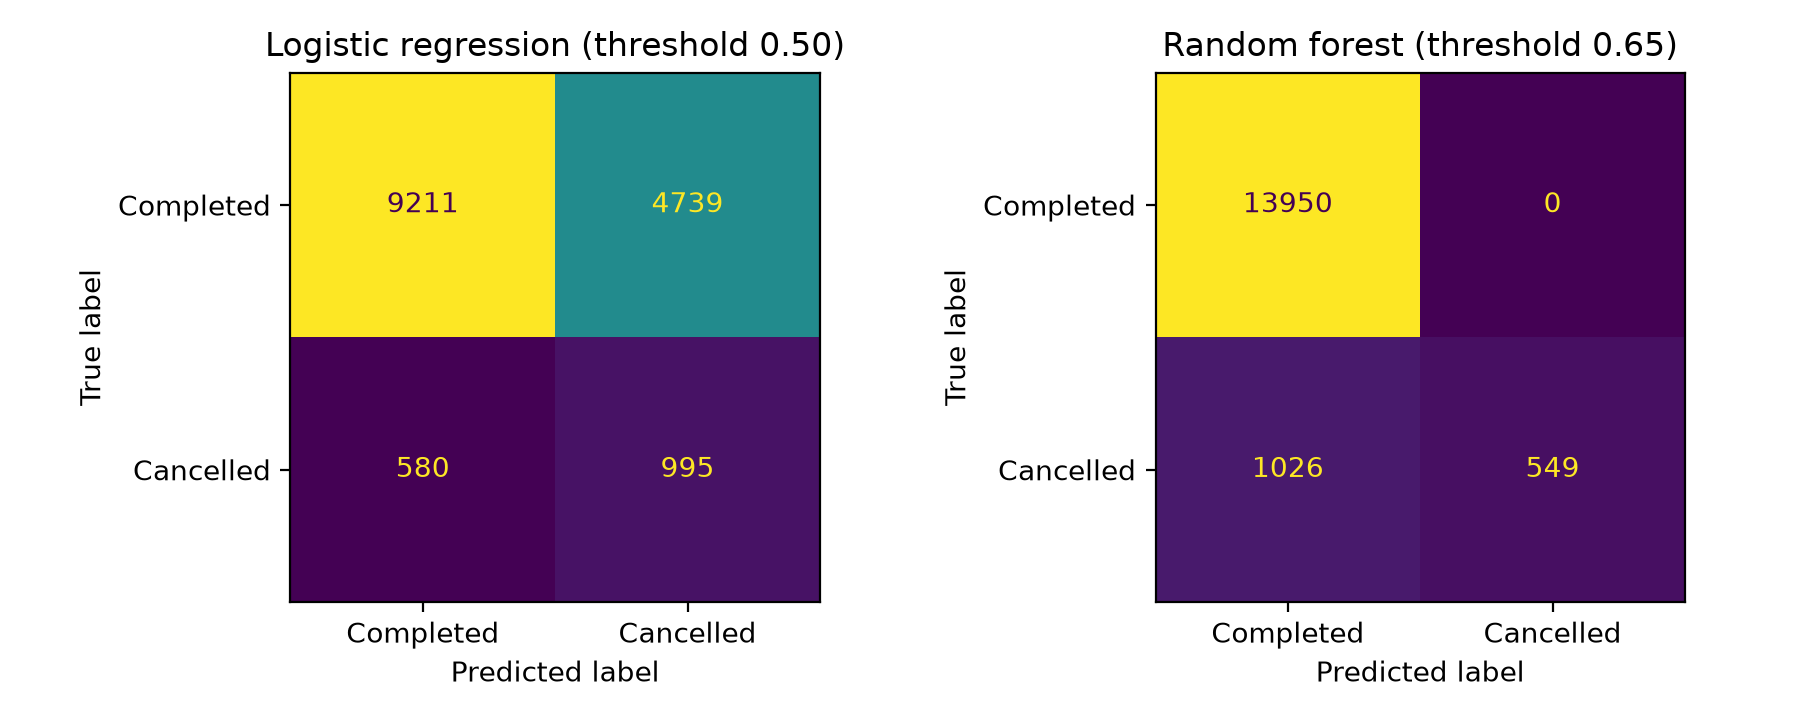 Logistic regression (threshold 0.50)
True label
Completed
9211
4739
Cancelled
580
995
Completed
Cancelled
Predicted label
Random forest (threshold 0.65)
True label
Completed
13950
0
Cancelled
1026
549
Completed
Cancelled
Predicted label